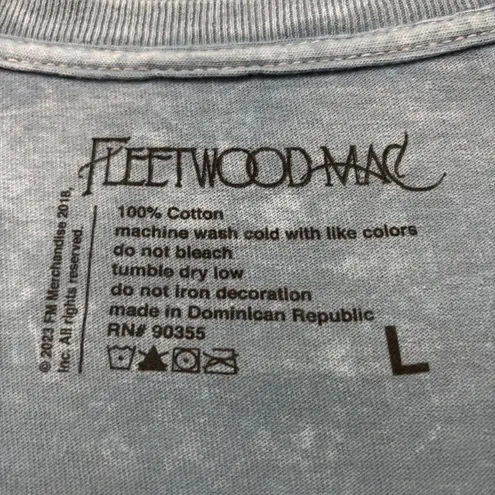 FLEETWOOD MAC
© 2023 FM Merchandise 2018,
Inc. All rights reserved.
100% Cotton
machine wash cold with like colors
do not bleach
tumble dry low
do not iron decoration
made in Dominican Republic
RN# 90355
L